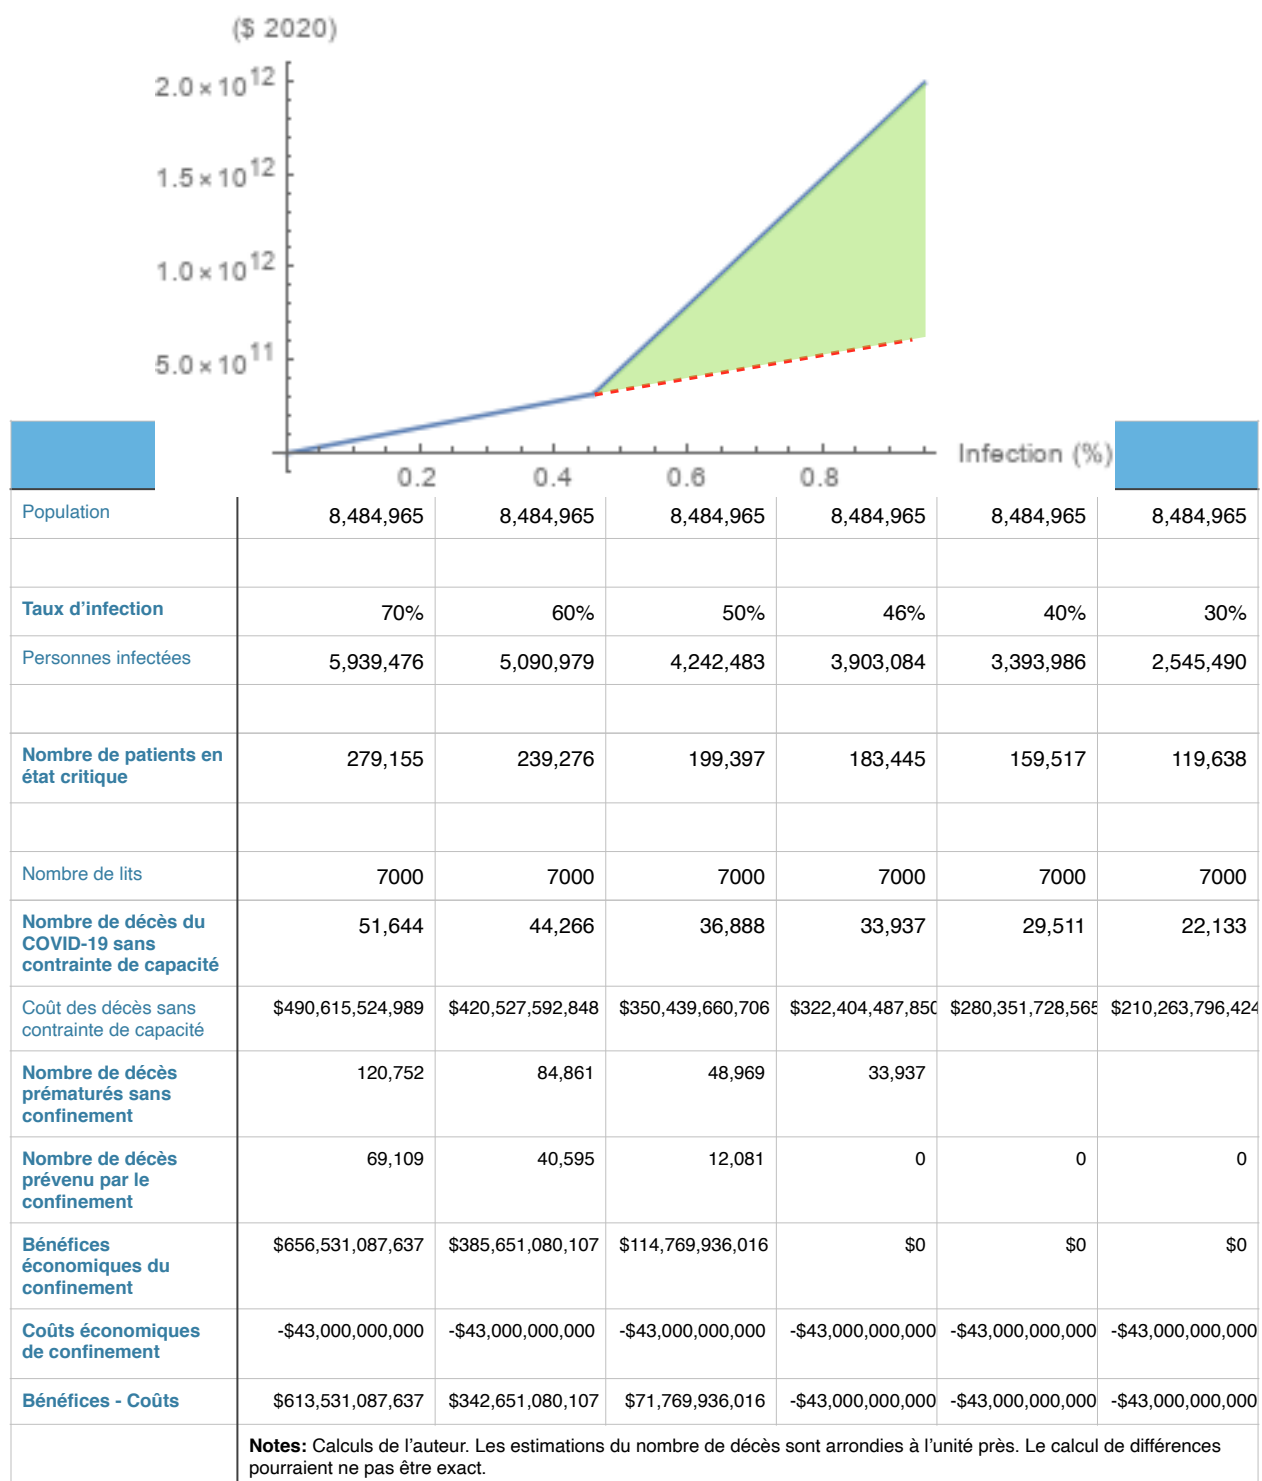 ($ 2020)
2.0×10^12
1.5×10^12
1.0×10^12
5.0×10^11
0.2 0.4 0.6 0.8
Infection (%)
Population 8,484,965 8,484,965 8,484,965 8,484,965 8,484,965 8,484,965
Taux d’infection 70% 60% 50% 46% 40% 30%
Personnes infectées 5,939,476 5,090,979 4,242,483 3,903,084 3,393,986 2,545,490
Nombre de patients en
état critique
279,155 239,276 199,397 183,445 159,517 119,638
Nombre de lits 7000 7000 7000 7000 7000 7000
Nombre de décès du
COVID-19 sans
contrainte de capacité
51,644 44,266 36,888 33,937 29,511 22,133
Coût des décès sans
contrainte de capacité
$490,615,524,989 $420,527,592,848 $350,439,660,706 $322,404,487,850 $280,351,728,565 $210,263,796,424
Nombre de décès
prématurés sans
confinement
120,752 84,861 48,969 33,937
Nombre de décès
prévenu par le
confinement
69,109 40,595 12,081 0 0 0
Bénéfices
économiques du
confinement
$656,531,087,637 $385,651,080,107 $114,769,936,016 $0 $0 $0
Coûts économiques
de confinement
-$43,000,000,000 -$43,000,000,000 -$43,000,000,000 -$43,000,000,000 -$43,000,000,000 -$43,000,000,000
Bénéfices - Coûts $613,531,087,637 $342,651,080,107 $71,769,936,016 -$43,000,000,000 -$43,000,000,000 -$43,000,000,000
Notes: Calculs de l’auteur. Les estimations du nombre de décès sont arrondies à l’unité près. Le calcul de différences
pourraient ne pas être exact.